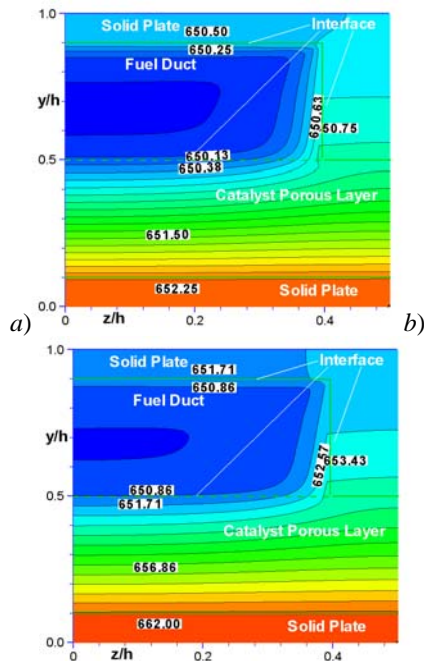 1.0
Solid Plate
650.50
Interface
650.25
Fuel Duct
y/h
650.63
650.75
0.5
650.13
650.38
Catalyst Porous Layer
651.50
652.25
Solid Plate
0.0
a)
b)
0
z/h
0.2
0.4
1.0
Solid Plate
651.71
Interface
650.86
Fuel Duct
y/h
652.57
653.43
650.86
0.5
651.71
Catalyst Porous Layer
656.86
662.00
Solid Plate
0.0
0
z/h
0.2
0.4